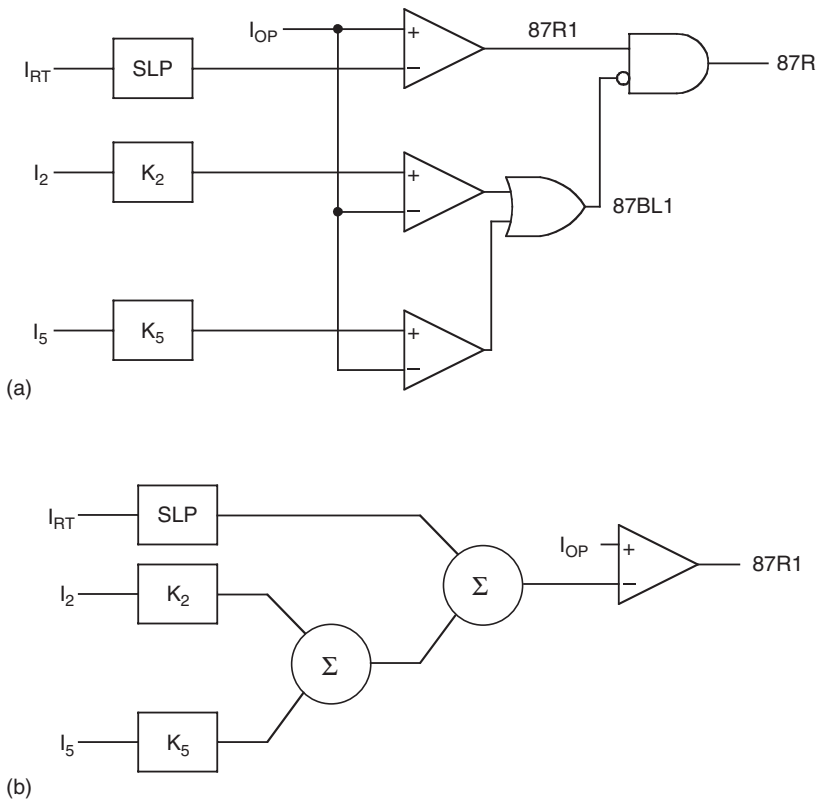 I_OP
+
87R1
87R
I_RT
SLP
−
I_2
K_2
+
−
87BL1
I_5
K_5
+
−
(a)
I_RT
SLP
I_OP
+
87R1
−
Σ
I_2
K_2
Σ
I_5
K_5
(b)